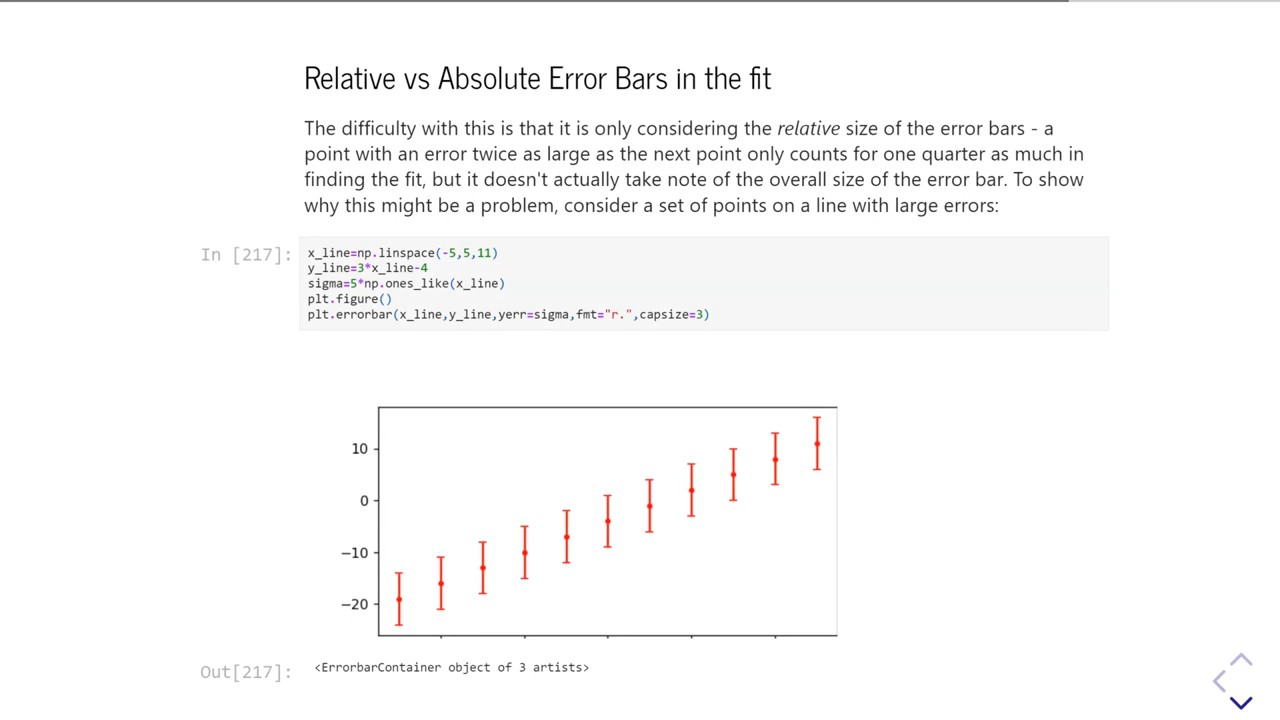 Relative vs Absolute Error Bars in the fit
The difficulty with this is that it is only considering the relative size of the error bars - a
point with an error twice as large as the next point only counts for one quarter as much in
finding the fit, but it doesn't actually take note of the overall size of the error bar. To show
why this might be a problem, consider a set of points on a line with large errors:
In [217]:
x_line=np.linspace(-5,5,11)
y_line=3*x_line-4
sigma=5*np.ones_like(x_line)
plt.figure()
plt.errorbar(x_line,y_line,yerr=sigma,fmt="r.",capsize=3)
10
0
−10
−20
Out[217]:
<ErrorbarContainer object of 3 artists>